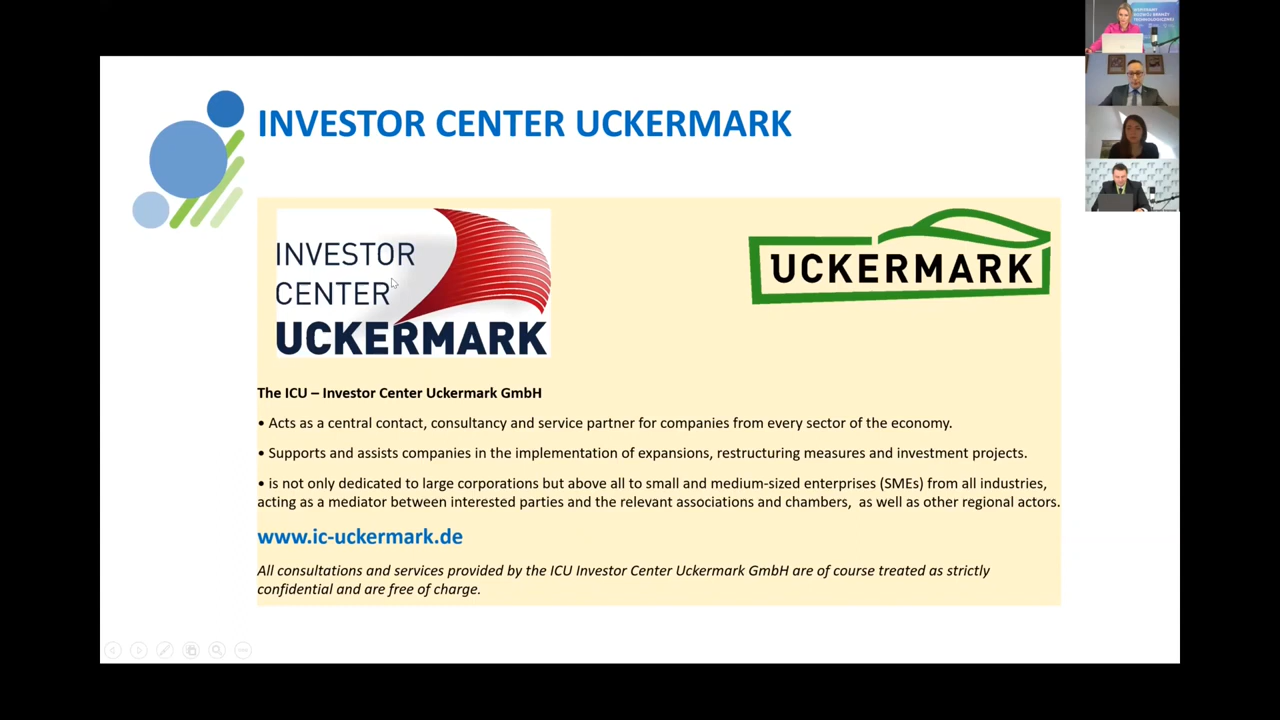 INVESTOR CENTER UCKERMARK
INVESTOR
CENTER
UCKERMARK
UCKERMARK
The ICU – Investor Center Uckermark GmbH
• Acts as a central contact, consultancy and service partner for companies from every sector of the economy.
• Supports and assists companies in the implementation of expansions, restructuring measures and investment projects.
• is not only dedicated to large corporations but above all to small and medium-sized enterprises (SMEs) from all industries,
acting as a mediator between interested parties and the relevant associations and chambers, as well as other regional actors.
www.ic-uckermark.de
All consultations and services provided by the ICU Investor Center Uckermark GmbH are of course treated as strictly
confidential and are free of charge.